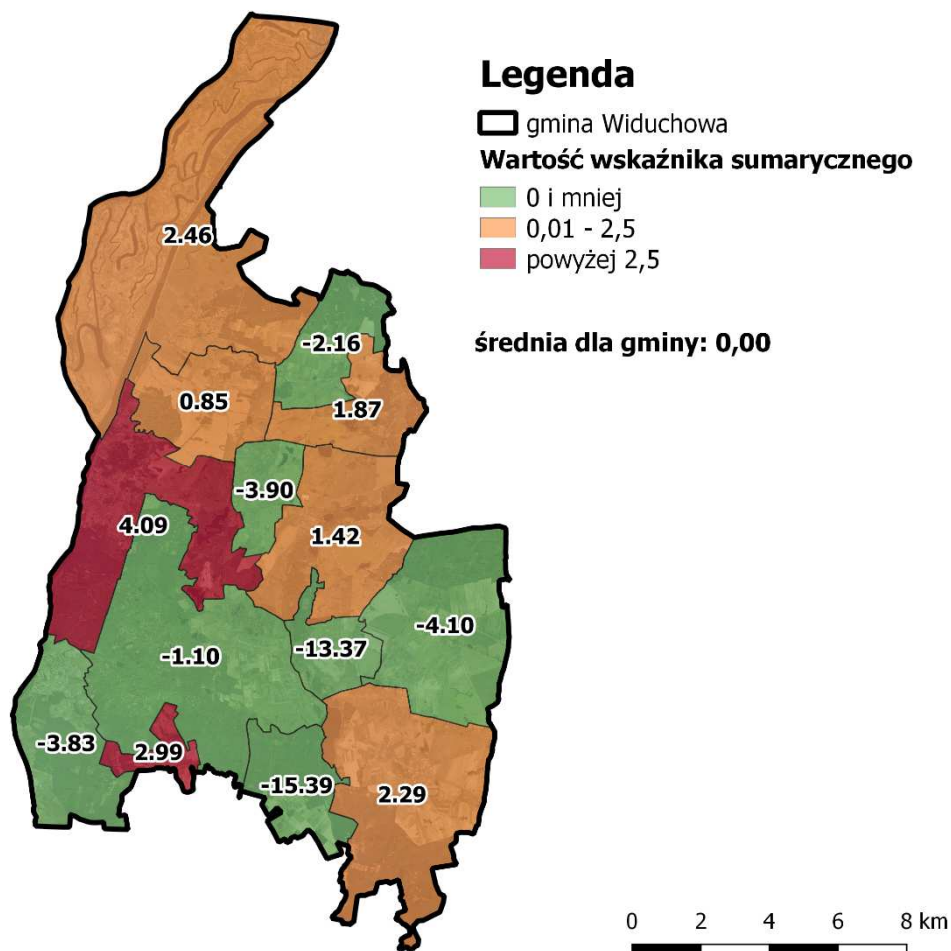 Legenda
gmina Widuchowa
Wartość wskaźnika sumarycznego
0 i mniej
0,01 - 2,5
powyżej 2,5
średnia dla gminy: 0,00
2.46
-2.16
0.85
1.87
-3.90
4.09
1.42
-4.10
-13.37
-1.10
-3.83
2.99
-15.39
2.29
0 2 4 6 8 km